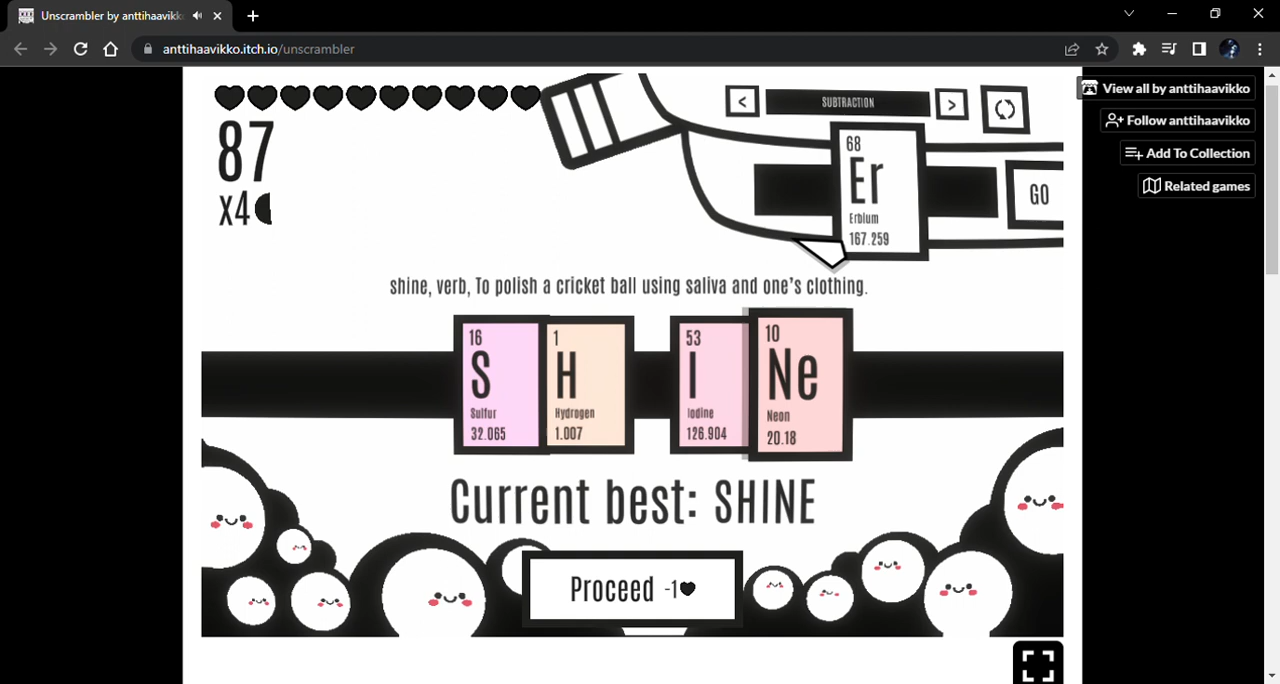 Unscrambler by anttihaavikk
anttihaavikko.itch.io/unscrambler
View all by anttihaavikko
Follow anttihaavikko
Add To Collection
Related games
87
x4
<
SUBTRACTION
>
68
Er
Erbium
167.259
GO
shine, verb, To polish a cricket ball using saliva and one's clothing.
16
S
Sulfur
32.065
1
H
Hydrogen
1.007
53
I
Iodine
126.904
10
Ne
Neon
20.18
Current best: SHINE
Proceed -1